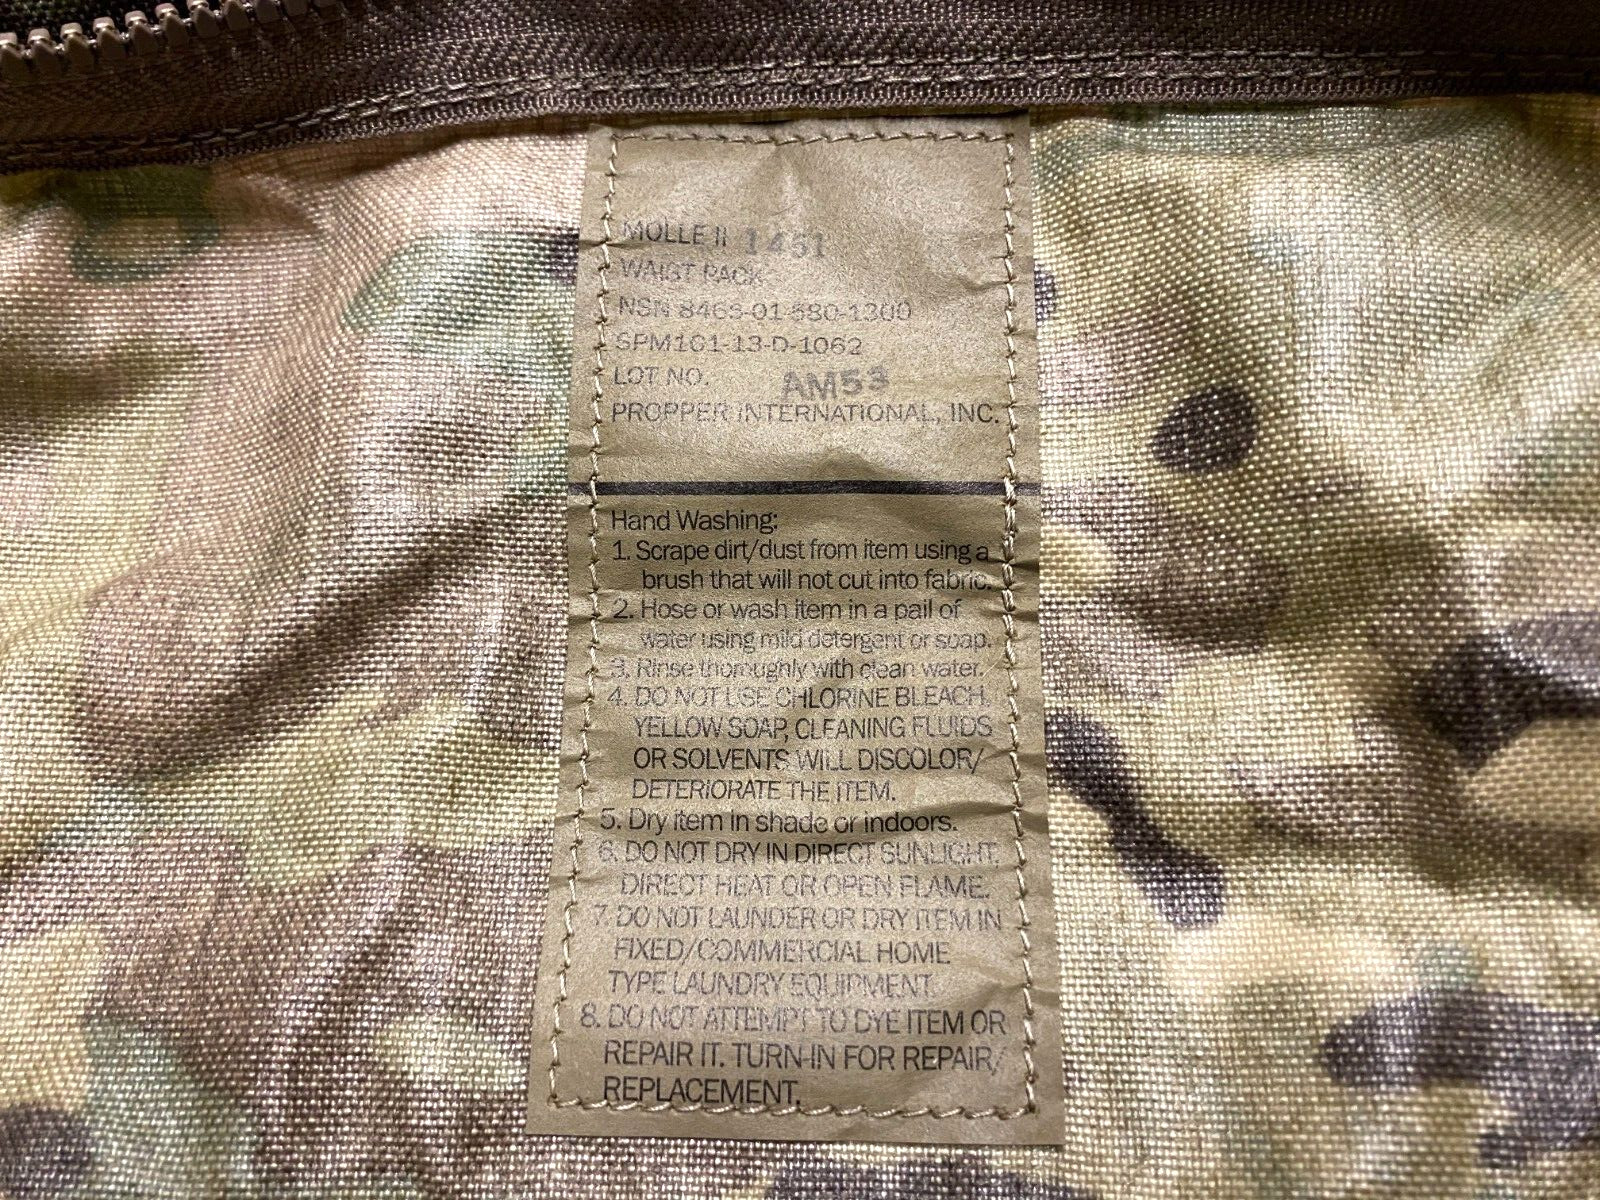 MOLLE II 1451
WAIST PACK
NSN 8465-01-580-1300
SPM1C1-13-D-1062
LOT NO. AM53
PROPPER INTERNATIONAL, INC.
Hand Washing:
1. Scrape dirt/dust from item using a
brush that will not cut into fabric.
2. Hose or wash item in a pail of
water using mild detergent or soap.
3. Rinse thoroughly with clean water.
4. DO NOT USE CHLORINE BLEACH,
YELLOW SOAP, CLEANING FLUIDS
OR SOLVENTS WILL DISCOLOR/
DETERIORATE THE ITEM.
5. Dry item in shade or indoors.
6. DO NOT DRY IN DIRECT SUNLIGHT,
DIRECT HEAT OR OPEN FLAME.
7. DO NOT LAUNDER OR DRY ITEM IN
FIXED/COMMERCIAL HOME
TYPE LAUNDRY EQUIPMENT.
8. DO NOT ATTEMPT TO DYE ITEM OR
REPAIR IT. TURN-IN FOR REPAIR/
REPLACEMENT.